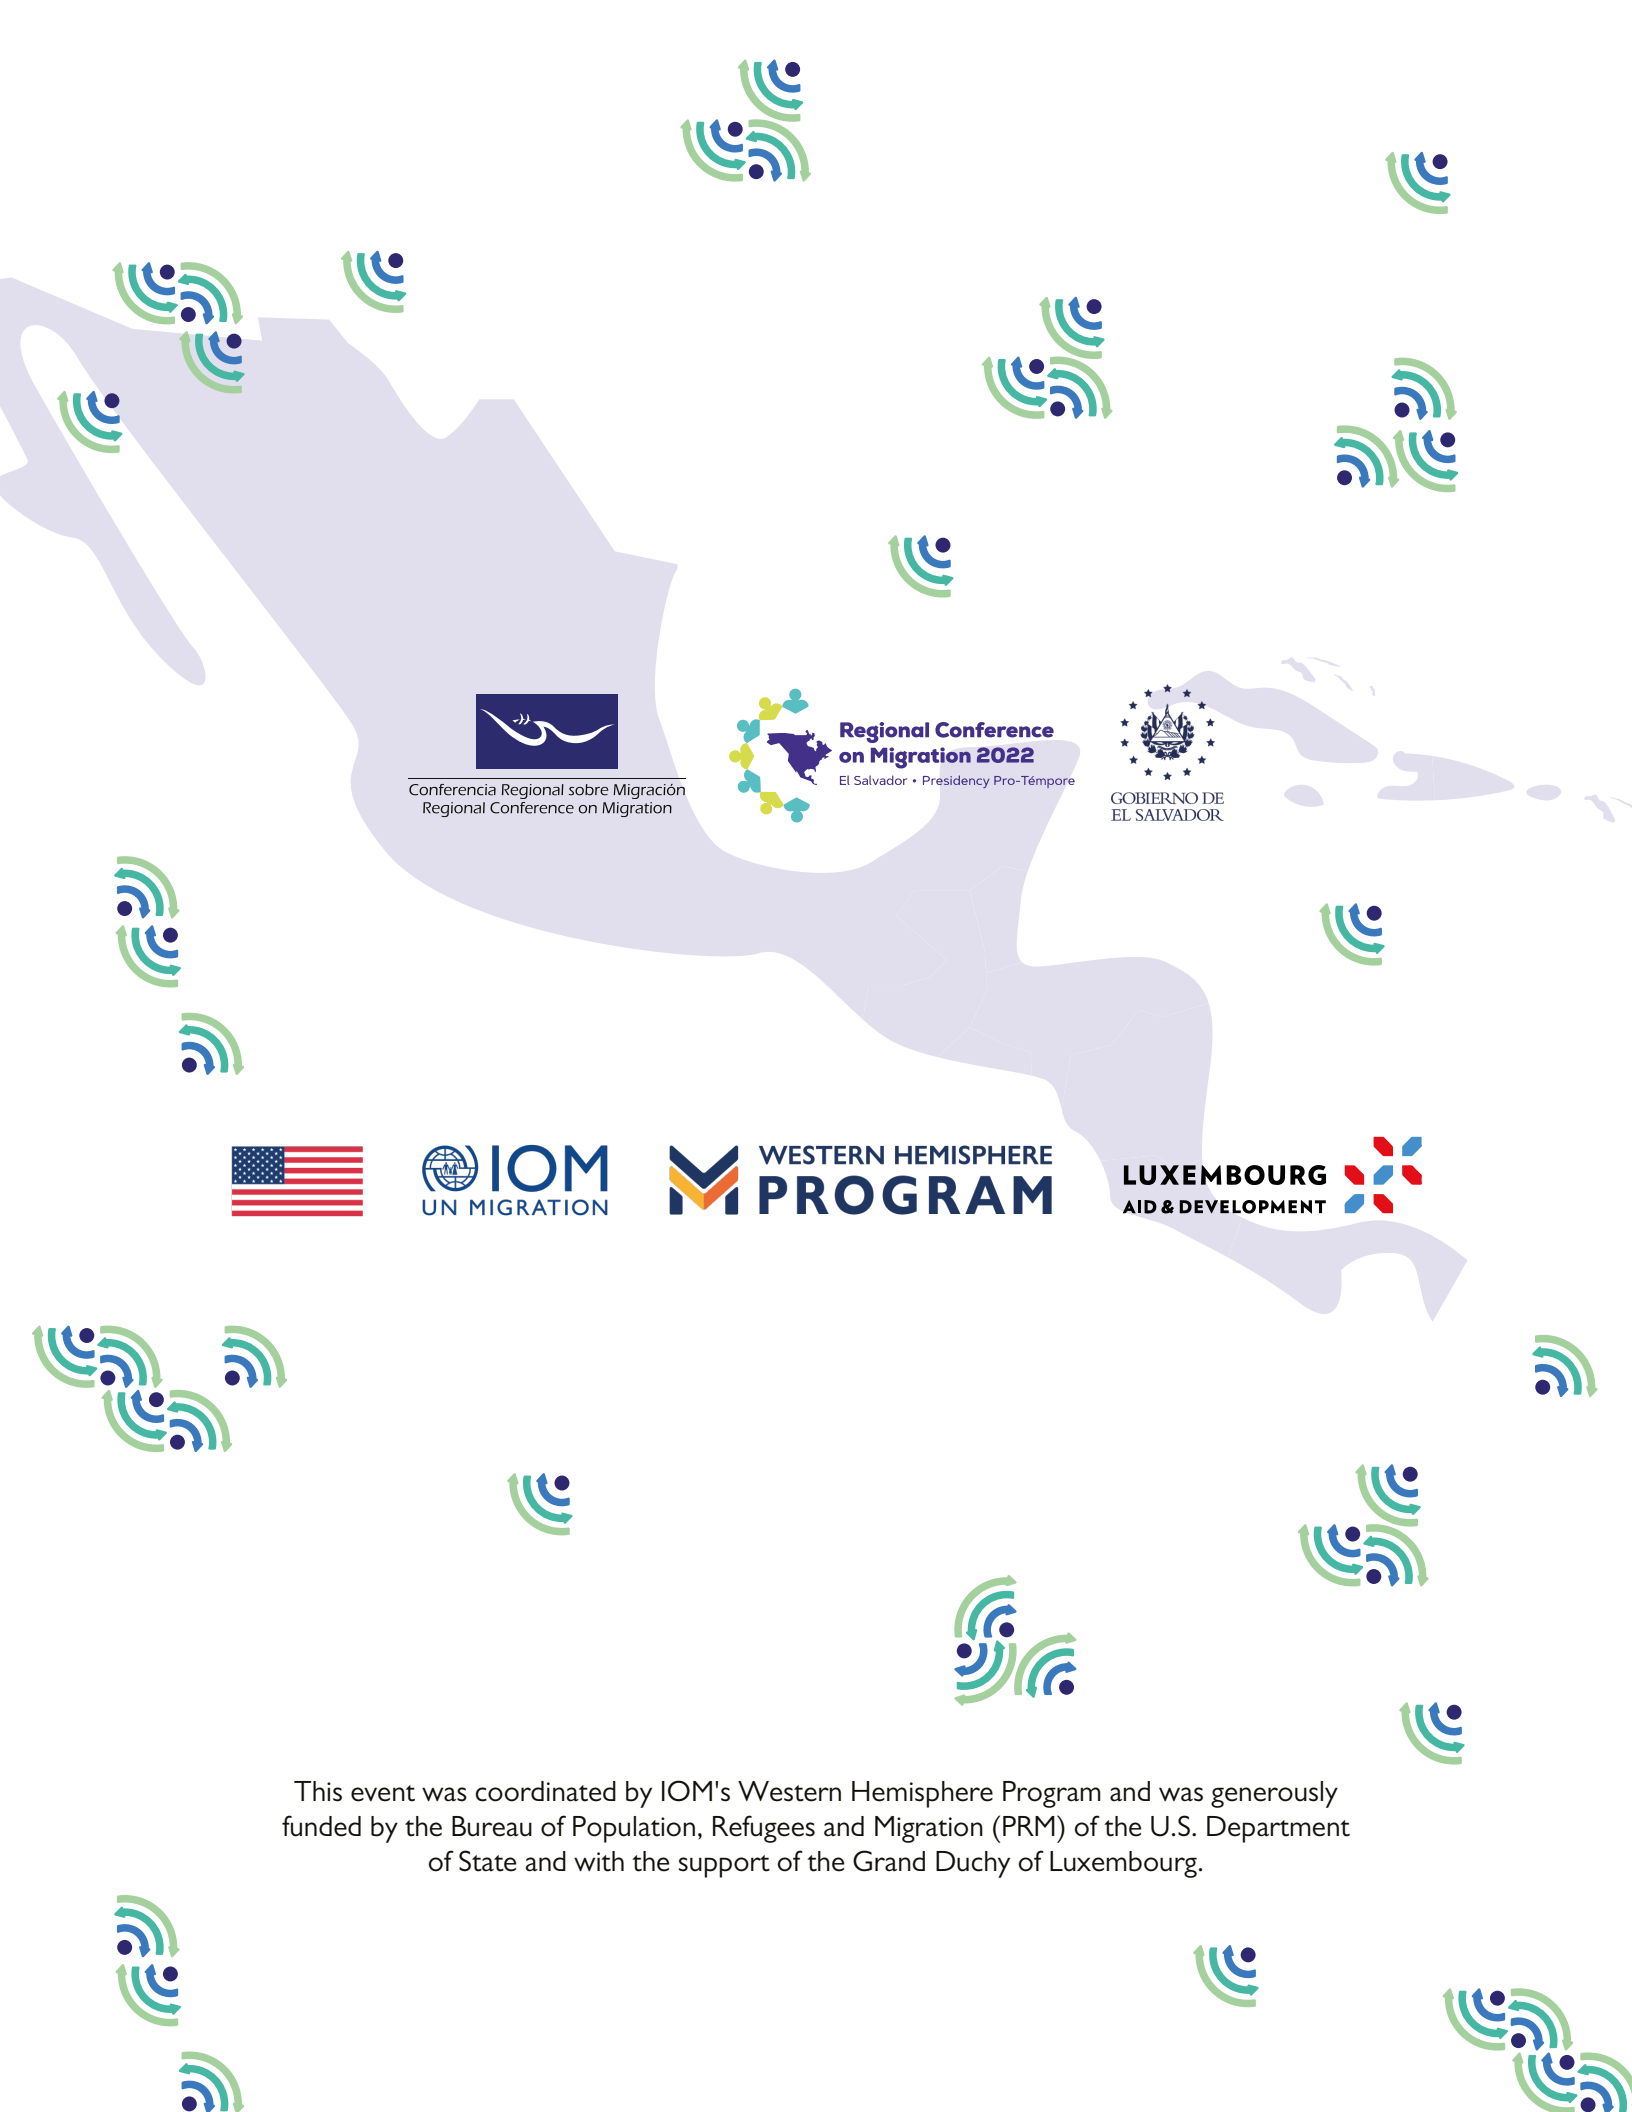 Conferencia Regional sobre Migración
Regional Conference on Migration
Regional Conference
on Migration 2022
El Salvador • Presidency Pro-Témpore
GOBIERNO DE
EL SALVADOR
IOM
UN MIGRATION
WESTERN HEMISPHERE
PROGRAM
LUXEMBOURG
AID & DEVELOPMENT
This event was coordinated by IOM's Western Hemisphere Program and was generously
funded by the Bureau of Population, Refugees and Migration (PRM) of the U.S. Department
of State and with the support of the Grand Duchy of Luxembourg.